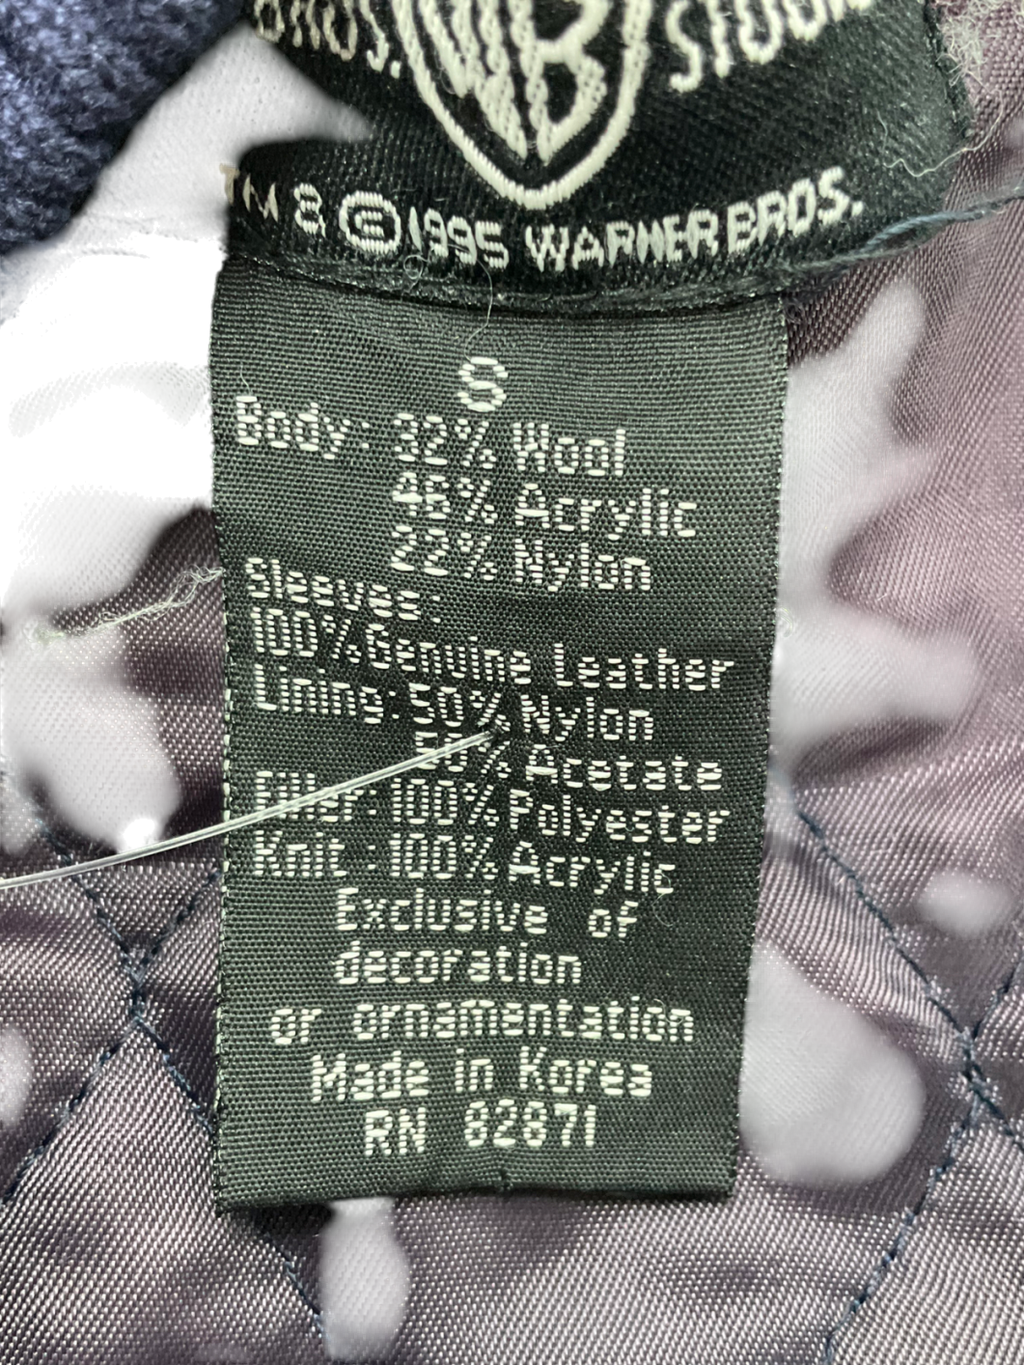 BROS. WB STUDIO
TM & © 1995 WARNER BROS.
S
Body: 32% Wool
46% Acrylic
22% Nylon
Sleeves:
100% Genuine Leather
Lining: 50% Nylon
50% Acetate
Filler: 100% Polyester
Knit: 100% Acrylic
Exclusive of
decoration
or ornamentation
Made in Korea
RN 62871